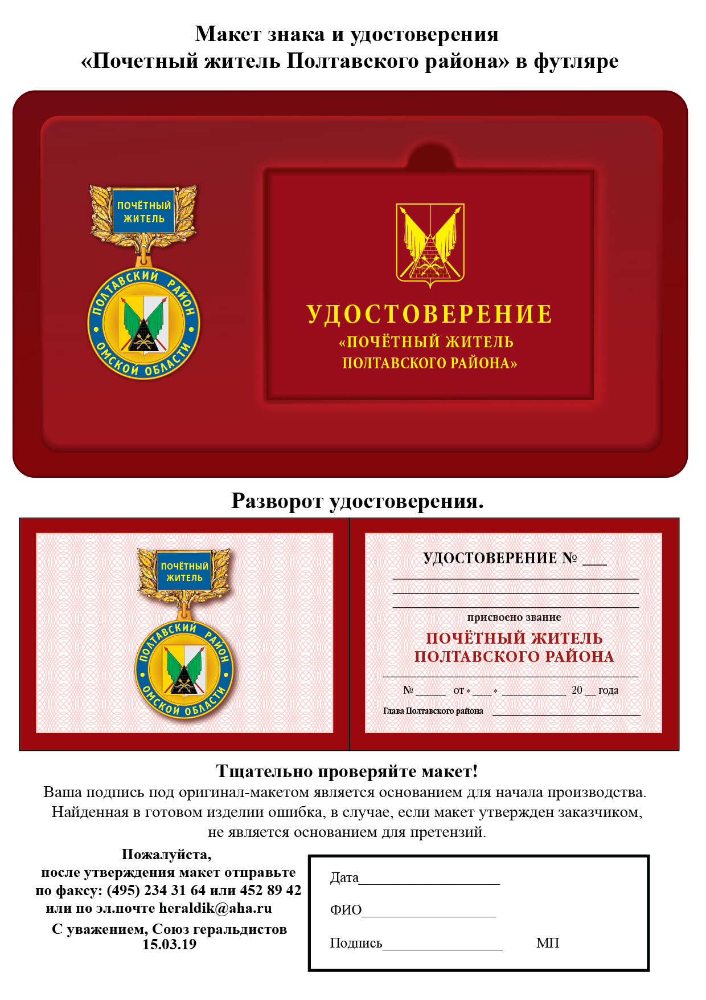 Макет знака и удостоверения
«Почетный житель Полтавского района» в футляре
ПОЧЁТНЫЙ
ЖИТЕЛЬ
ПОЛТАВСКИЙ РАЙОН
ОМСКОЙ ОБЛАСТИ
УДОСТОВЕРЕНИЕ
«ПОЧЁТНЫЙ ЖИТЕЛЬ
ПОЛТАВСКОГО РАЙОНА»
Разворот удостоверения.
ПОЧЁТНЫЙ
ЖИТЕЛЬ
ПОЛТАВСКИЙ РАЙОН
ОМСКОЙ ОБЛАСТИ
УДОСТОВЕРЕНИЕ № ___
присвоено звание
ПОЧЁТНЫЙ ЖИТЕЛЬ
ПОЛТАВСКОГО РАЙОНА
№ _____ от « ___ » ___________ 20 __ года
Глава Полтавского района
Тщательно проверяйте макет!
Ваша подпись под оригинал-макетом является основанием для начала производства.
Найденная в готовом изделии ошибка, в случае, если макет утвержден заказчиком,
не является основанием для претензий.
Пожалуйста,
после утверждения макет отправьте
по факсу: (495) 234 31 64 или 452 89 42
или по эл.почте heraldik@aha.ru
С уважением, Союз геральдистов
15.03.19
Дата____________________
ФИО___________________
Подпись_________________ МП